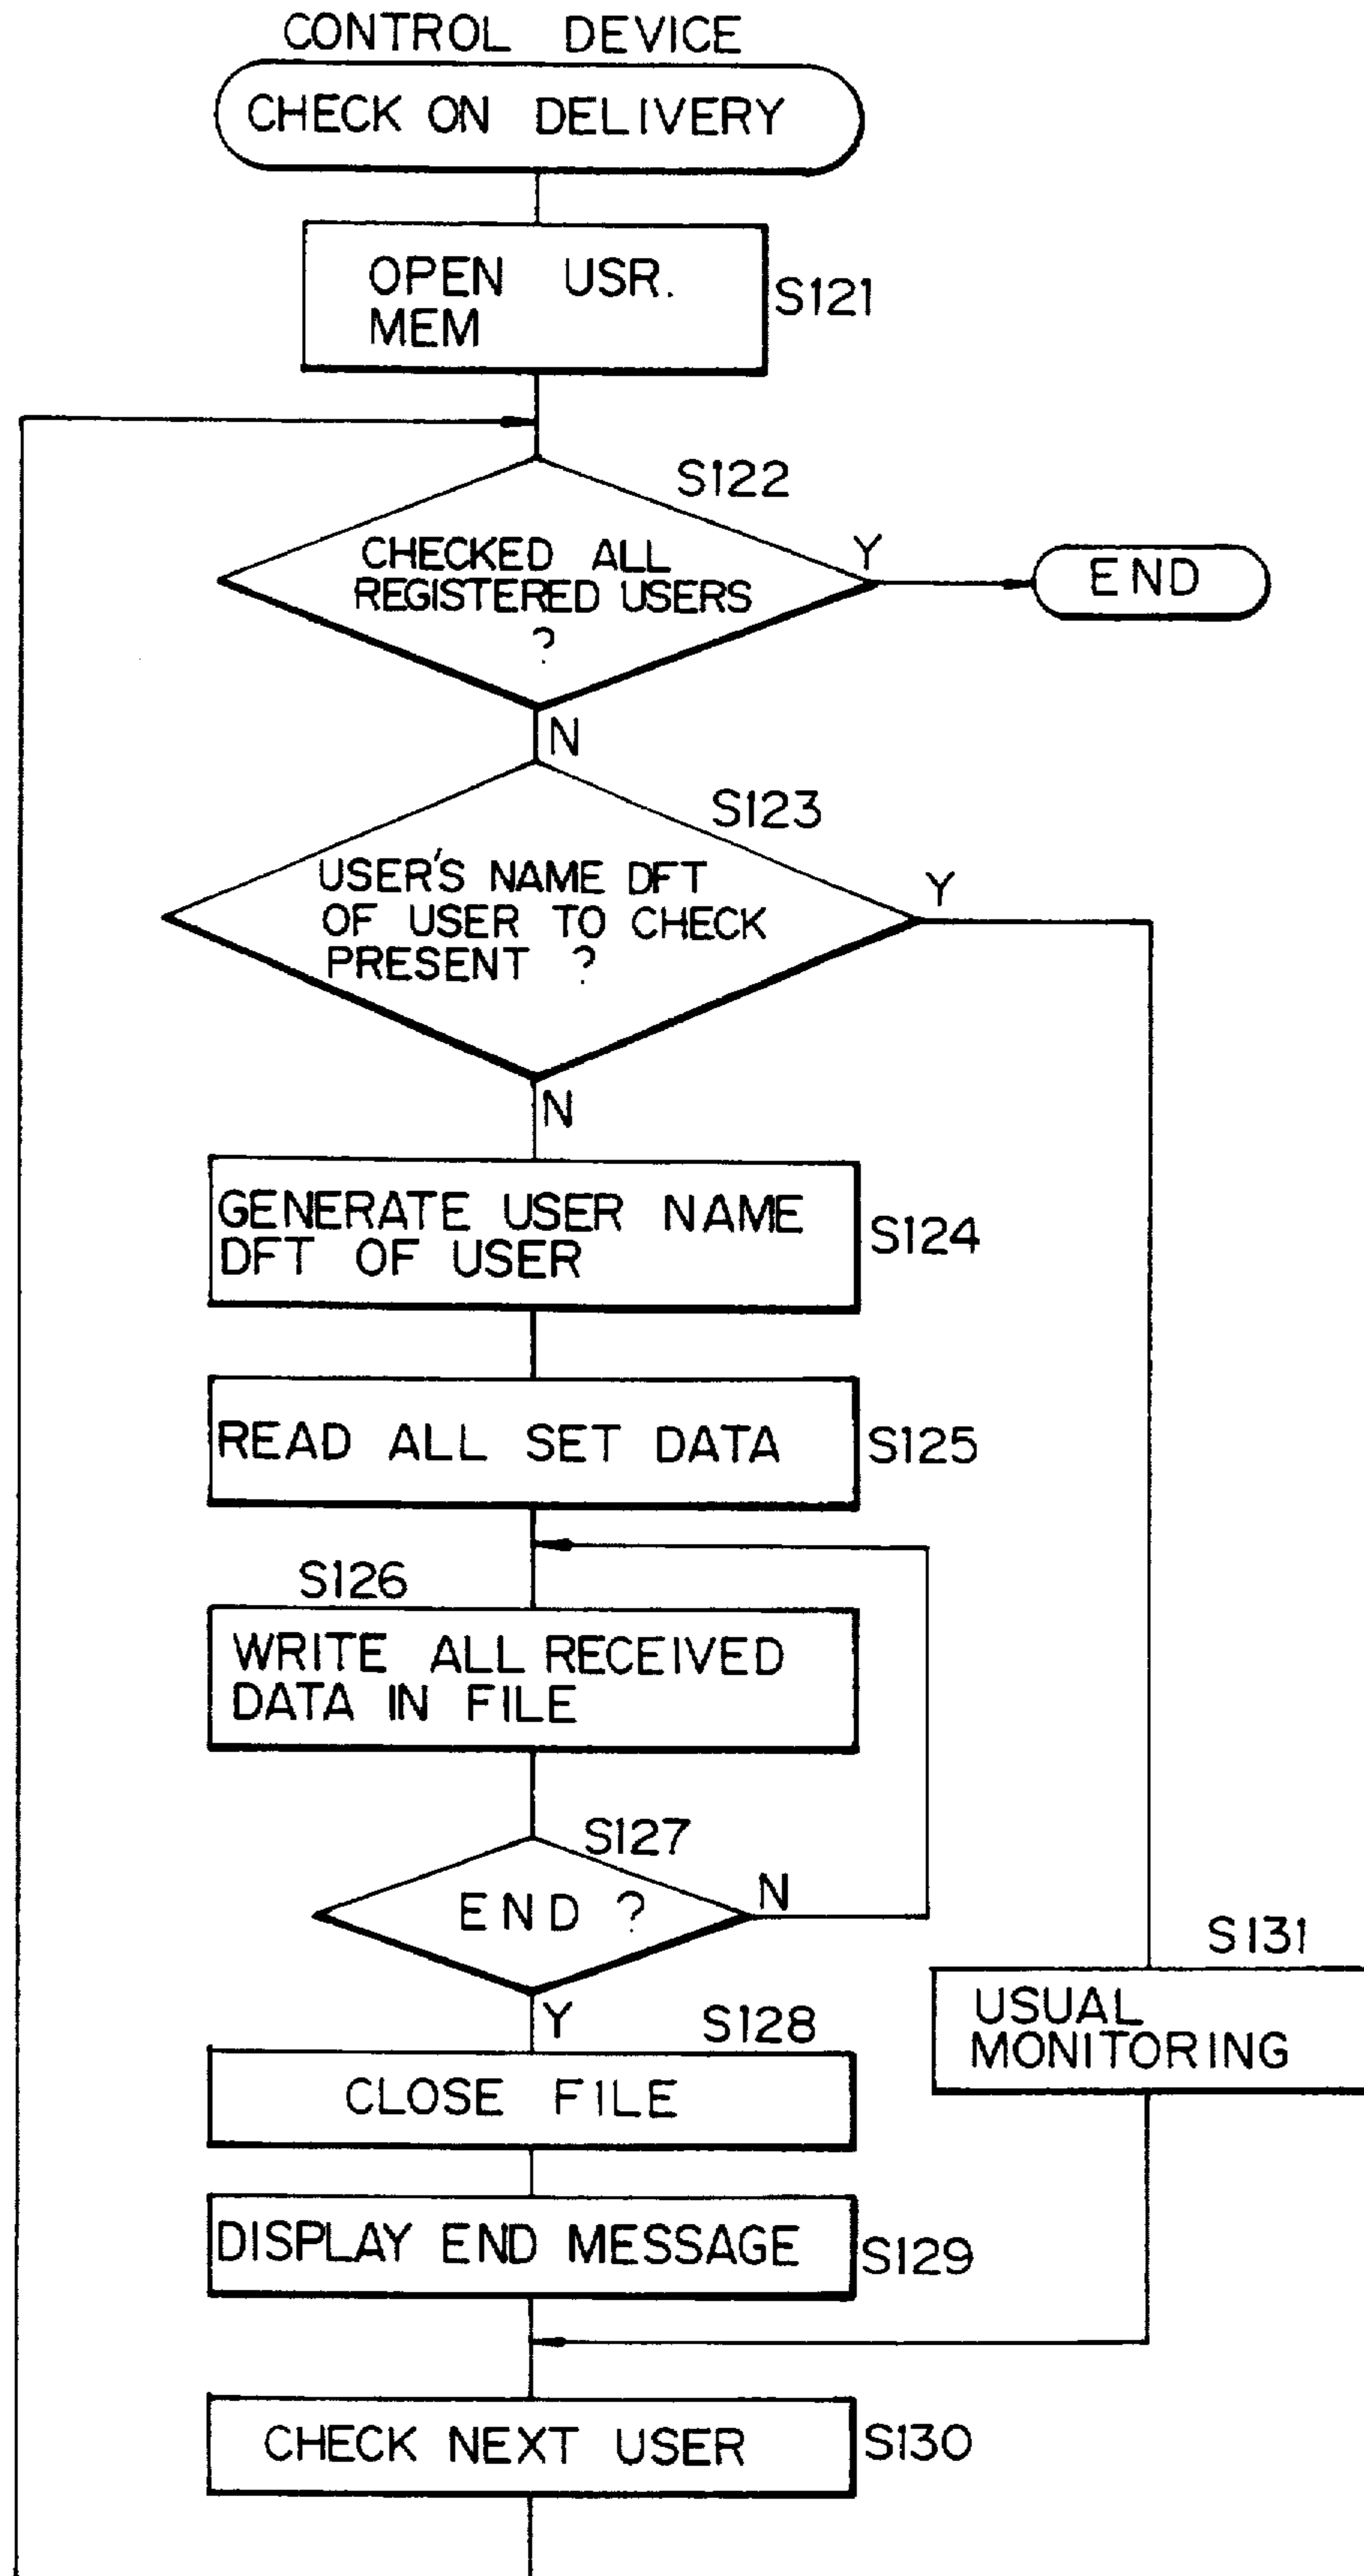 CONTROL DEVICE
CHECK ON DELIVERY
OPEN USR.
MEM
S121
S122
CHECKED ALL
REGISTERED USERS
?
Y
END
N
S123
USER'S NAME DFT
OF USER TO CHECK
PRESENT ?
Y
N
GENERATE USER NAME
DFT OF USER
S124
READ ALL SET DATA
S125
S126
WRITE ALL RECEIVED
DATA IN FILE
S127
END ?
N
Y
S131
USUAL
MONITORING
S128
CLOSE FILE
DISPLAY END MESSAGE
S129
CHECK NEXT USER
S130